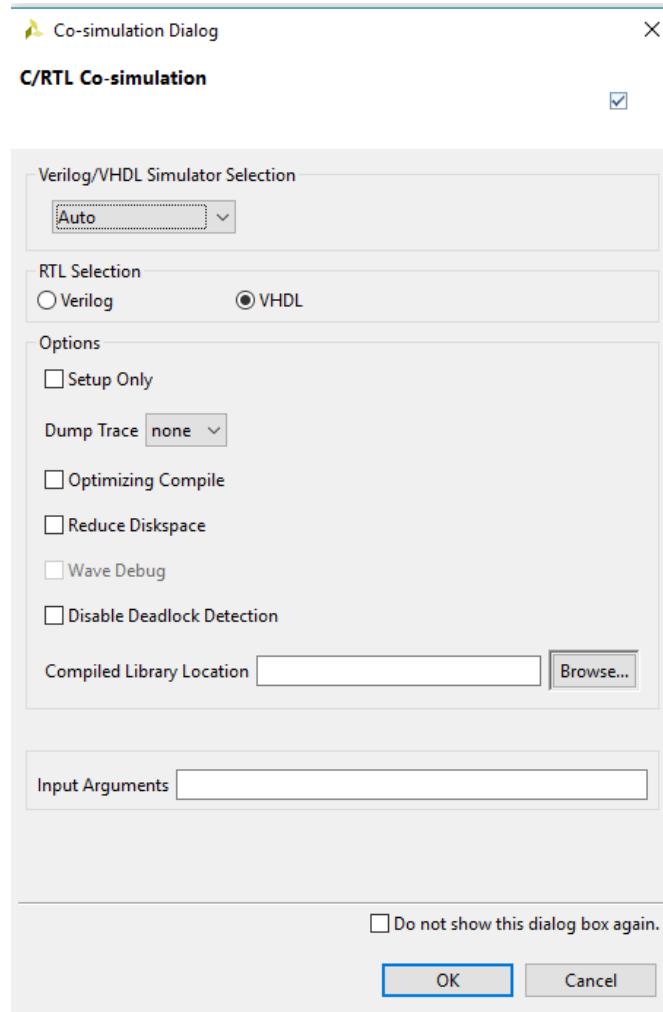 Co-simulation Dialog
C/RTL Co-simulation
Verilog/VHDL Simulator Selection
Auto
RTL Selection
Verilog VHDL
Options
Setup Only
Dump Trace none
Optimizing Compile
Reduce Diskspace
Wave Debug
Disable Deadlock Detection
Compiled Library Location Browse...
Input Arguments
Do not show this dialog box again.
OK Cancel